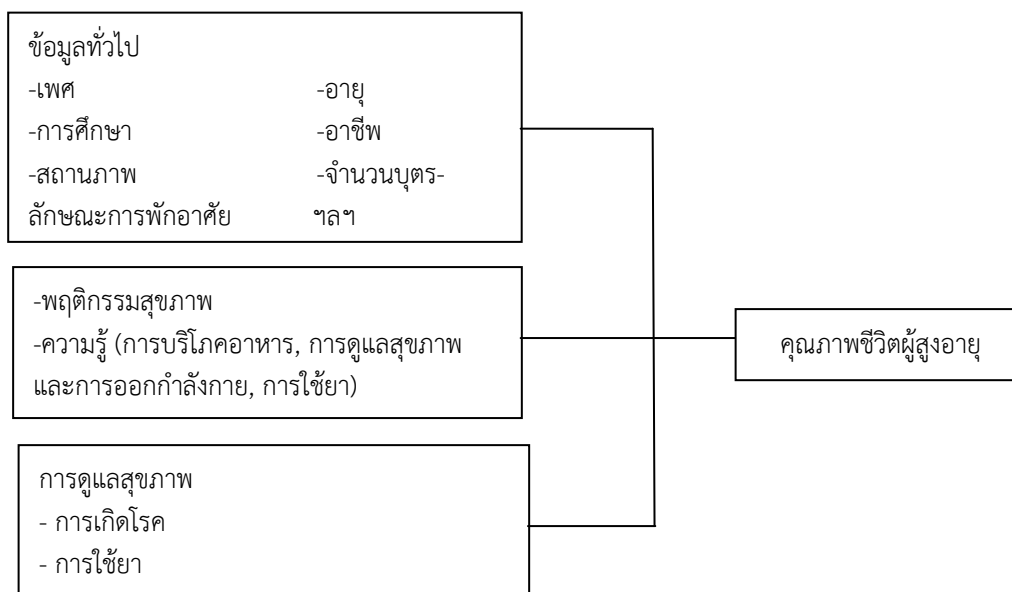 ข้อมูลทั่วไป
-เพศ -อายุ
-การศึกษา -อาชีพ
-สถานภาพ -จำนวนบุตร-
ลักษณะการพักอาศัย ฯลฯ
-พฤติกรรมสุขภาพ
-ความรู้ (การบริโภคอาหาร, การดูแลสุขภาพ
และการออกกำลังกาย, การใช้ยา)
คุณภาพชีวิตผู้สูงอายุ
การดูแลสุขภาพ
- การเกิดโรค
- การใช้ยา